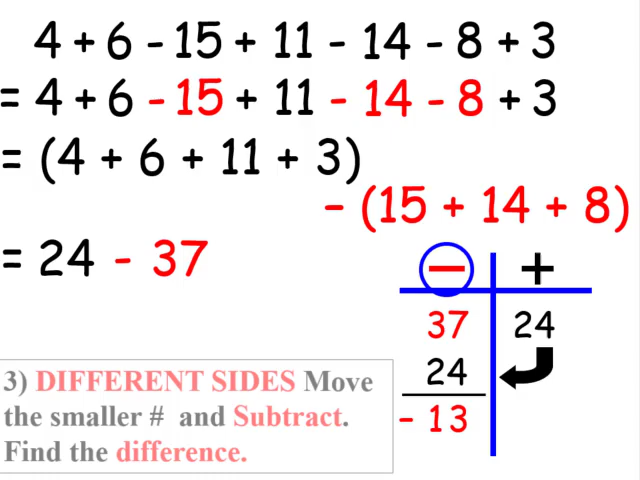 4 + 6 - 15 + 11 - 14 - 8 + 3
= 4 + 6 - 15 + 11 - 14 - 8 + 3
= (4 + 6 + 11 + 3)
- (15 + 14 + 8)
= 24 - 37
- +
37 24
24
- 13
3) DIFFERENT SIDES Move
the smaller # and Subtract.
Find the difference.